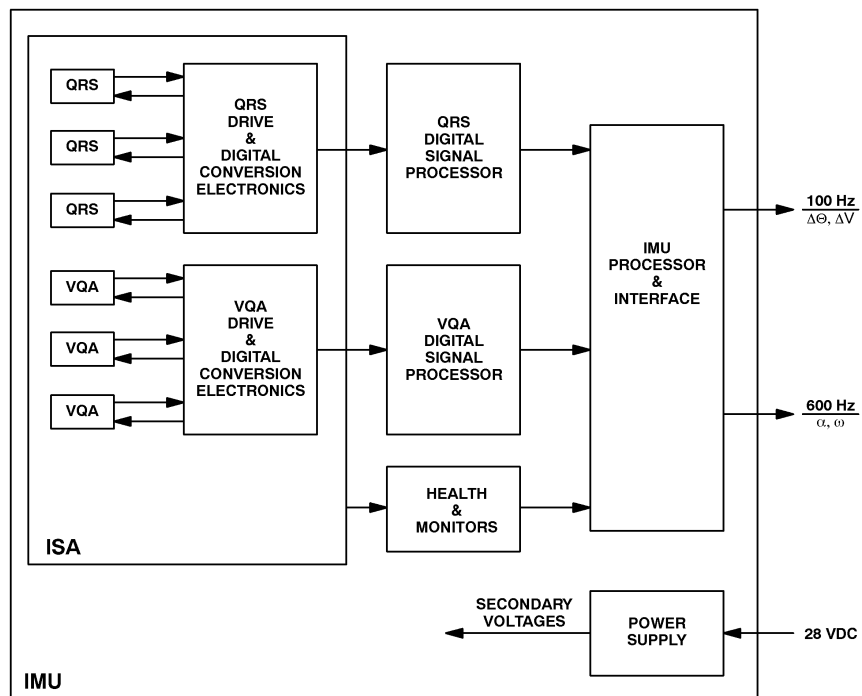 QRS
QRS
QRS
QRS
DRIVE
&
DIGITAL
CONVERSION
ELECTRONICS
QRS
DIGITAL
SIGNAL
PROCESSOR
VQA
VQA
VQA
VQA
DRIVE
&
DIGITAL
CONVERSION
ELECTRONICS
VQA
DIGITAL
SIGNAL
PROCESSOR
HEALTH
&
MONITORS
IMU
PROCESSOR
&
INTERFACE
100 Hz
ΔΘ, ΔV
600 Hz
α, ω
ISA
SECONDARY
VOLTAGES
POWER
SUPPLY
28 VDC
IMU